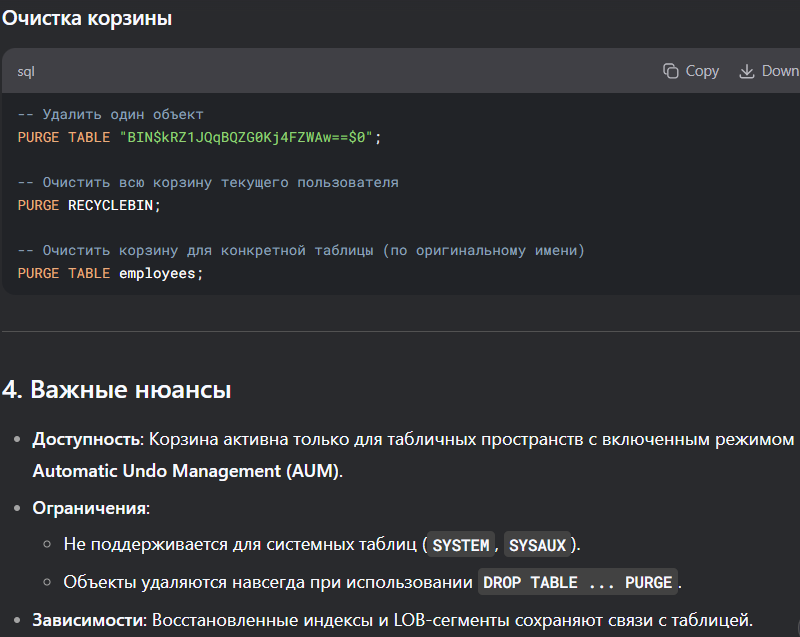 Очистка корзины
sql
Copy
Down
-- Удалить один объект
PURGE TABLE "BIN$kRZ1JQqBQZG0Kj4FZWAw==$0";
-- Очистить всю корзину текущего пользователя
PURGE RECYCLEBIN;
-- Очистить корзину для конкретной таблицы (по оригинальному имени)
PURGE TABLE employees;
4. Важные нюансы
• Доступность: Корзина активна только для табличных пространств с включенным режимом
Automatic Undo Management (AUM).
• Ограничения:
◦ Не поддерживается для системных таблиц (SYSTEM, SYSAUX).
◦ Объекты удаляются навсегда при использовании DROP TABLE ... PURGE.
• Зависимости: Восстановленные индексы и LOB-сегменты сохраняют связи с таблицей.